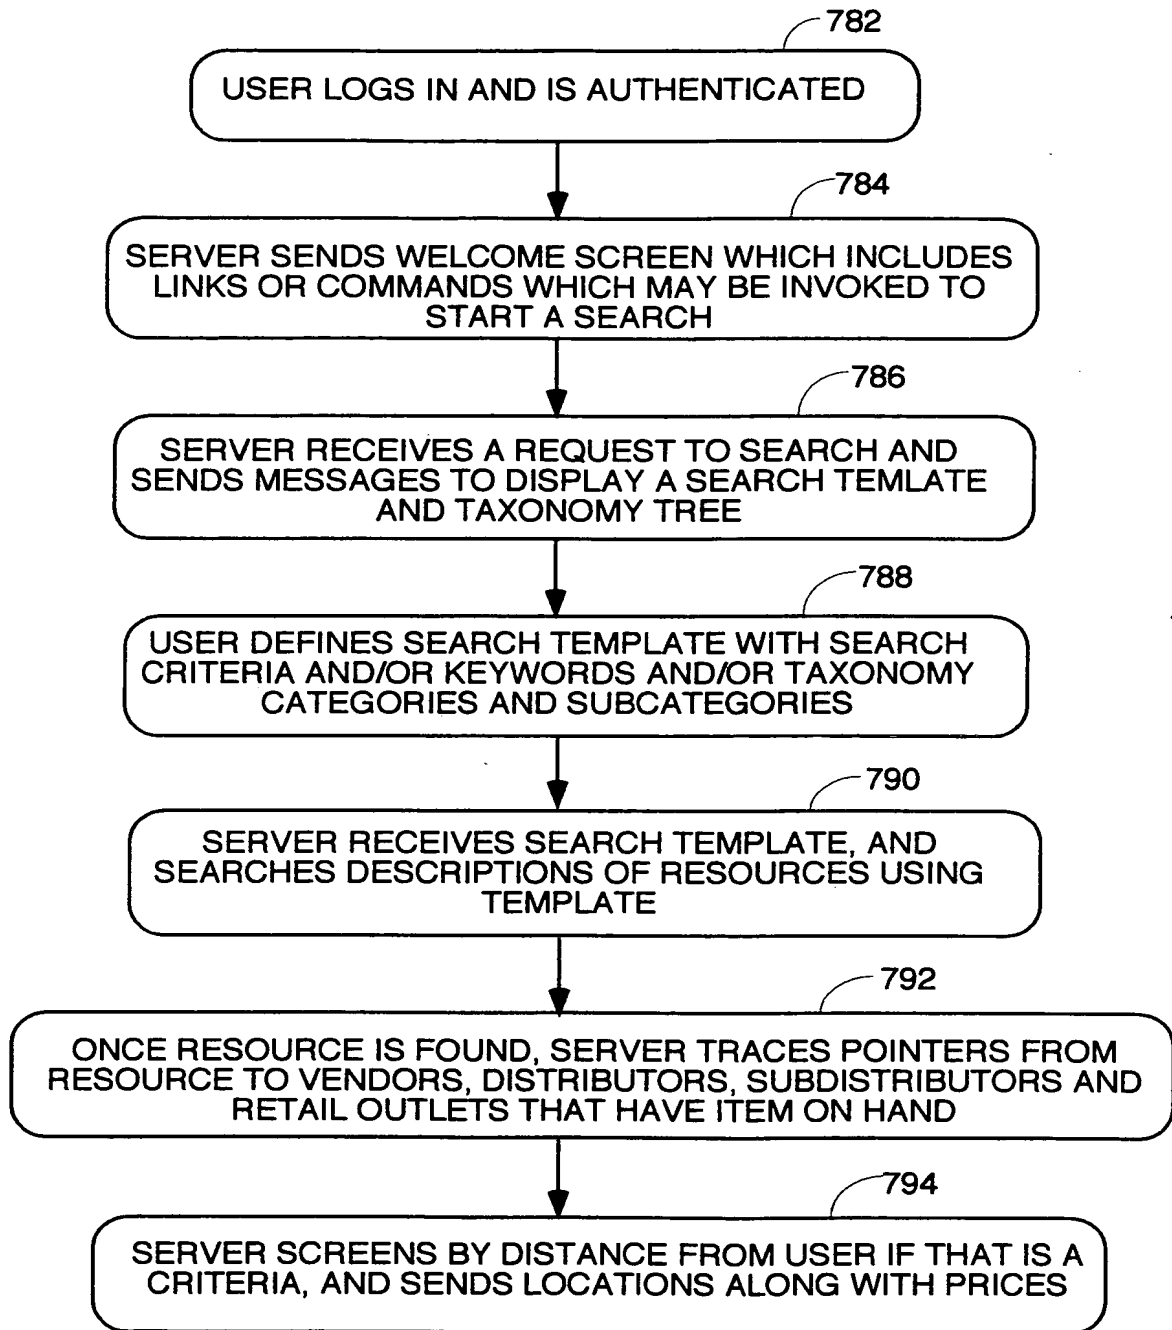 782
USER LOGS IN AND IS AUTHENTICATED
784
SERVER SENDS WELCOME SCREEN WHICH INCLUDES
LINKS OR COMMANDS WHICH MAY BE INVOKED TO
START A SEARCH
786
SERVER RECEIVES A REQUEST TO SEARCH AND
SENDS MESSAGES TO DISPLAY A SEARCH TEMLATE
AND TAXONOMY TREE
788
USER DEFINES SEARCH TEMPLATE WITH SEARCH
CRITERIA AND/OR KEYWORDS AND/OR TAXONOMY
CATEGORIES AND SUBCATEGORIES
790
SERVER RECEIVES SEARCH TEMPLATE, AND
SEARCHES DESCRIPTIONS OF RESOURCES USING
TEMPLATE
792
ONCE RESOURCE IS FOUND, SERVER TRACES POINTERS FROM
RESOURCE TO VENDORS, DISTRIBUTORS, SUBDISTRIBUTORS AND
RETAIL OUTLETS THAT HAVE ITEM ON HAND
794
SERVER SCREENS BY DISTANCE FROM USER IF THAT IS A
CRITERIA, AND SENDS LOCATIONS ALONG WITH PRICES